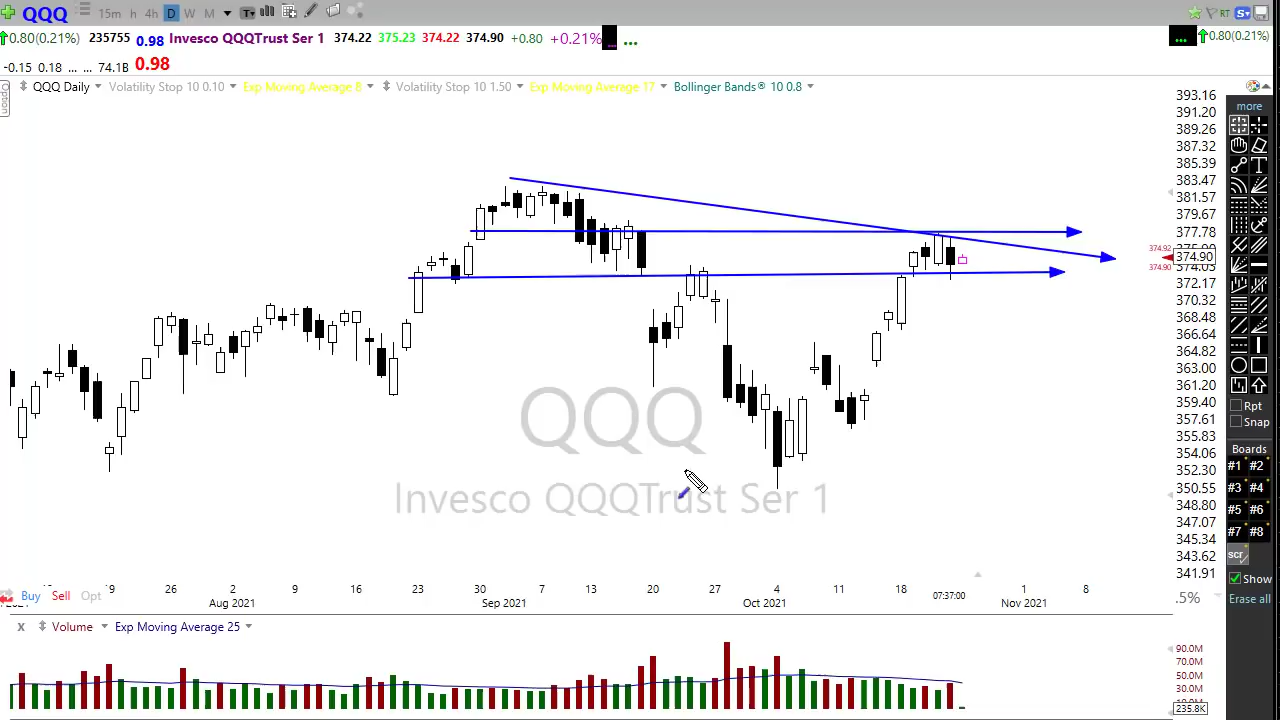 QQQ 15m h 4h D W M T RT S
0.80(0.21%) 235755 0.98 Invesco QQQTrust Ser 1 374.22 375.23 374.22 374.90 +0.80 +0.21% ... ... 0.80(0.21%)
-0.15 0.18 ... ... 74.1B 0.98
Option
QQQ Daily Volatility Stop 10 0.10 Exp Moving Average 8 Volatility Stop 10 1.50 Exp Moving Average 17 Bollinger Bands® 10 0.8
393.16
391.20
389.26
387.32
385.39
383.47
381.57
379.67
377.78
374.92
374.90
374.90
374.03
372.17
370.32
368.48
366.64
364.82
363.00
361.20
359.40
357.61
355.83
354.06
352.30
350.55
348.80
347.07
345.34
343.62
341.91
more
T
Rpt
Snap
Boards
#1 #2
#3 #4
#5 #6
#7 #8
scr
Show
Erase all
QQQ
Invesco QQQTrust Ser 1
Buy Sell Opt
26 2 9 16 23 30 7 13 20 27 4 11 18 07:37:00 1 8
Aug 2021 Sep 2021 Oct 2021 Nov 2021
.5%
X Volume Exp Moving Average 25
90.0M
70.0M
50.0M
30.0M
235.8K